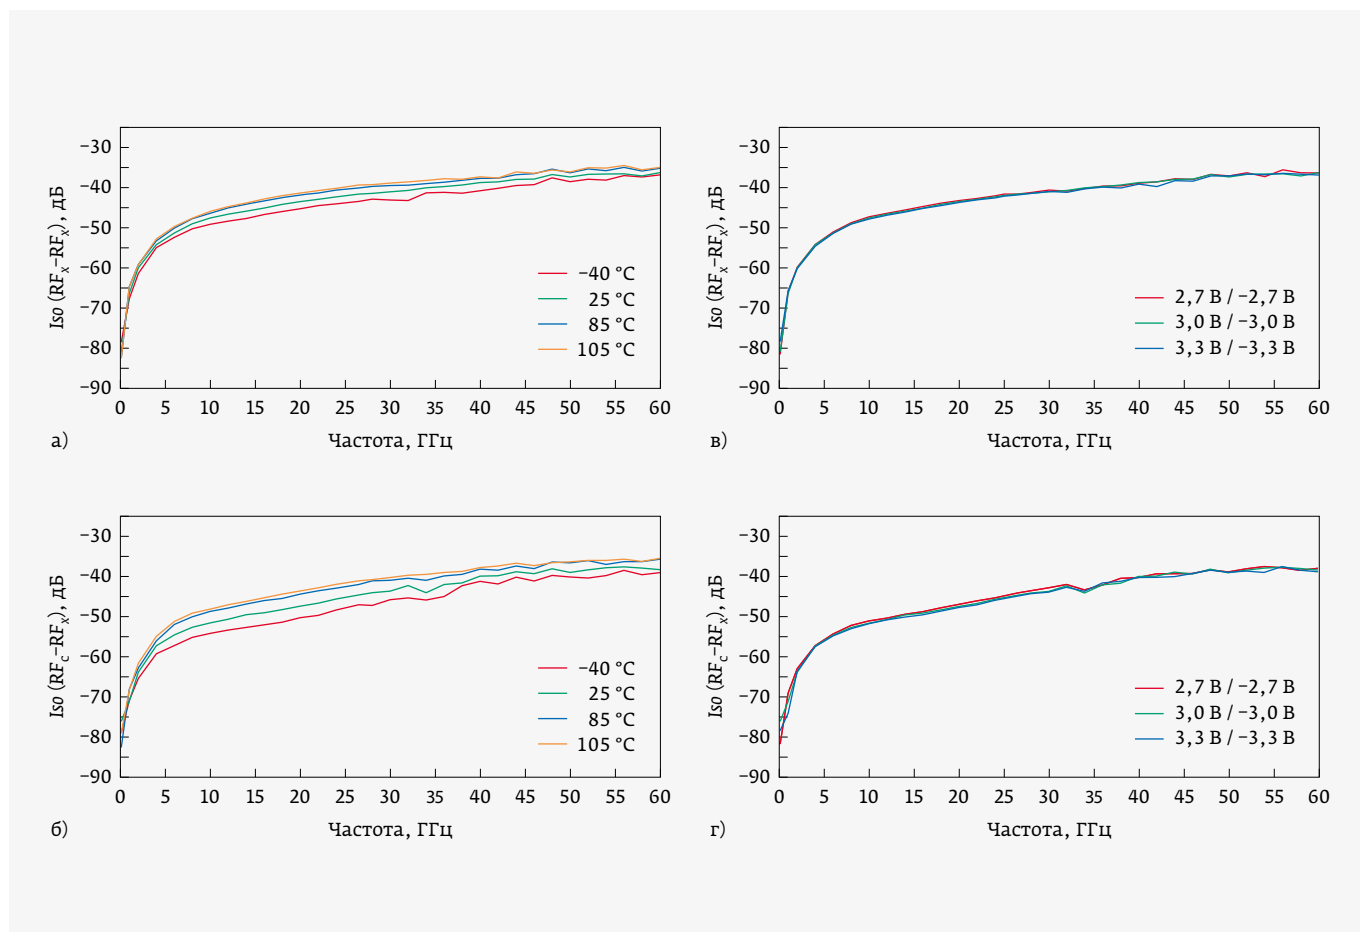 Iso (RFx–RFx), дБ
−30
−40
−50
−60
−70
−80
−90
−40 °C
25 °C
85 °C
105 °C
0 5 10 15 20 25 30 35 40 45 50 55 60
Частота, ГГц
а)
Iso (RFx–RFx), дБ
−30
−40
−50
−60
−70
−80
−90
2,7 В / −2,7 В
3,0 В / −3,0 В
3,3 В / −3,3 В
0 5 10 15 20 25 30 35 40 45 50 55 60
Частота, ГГц
в)
Iso (RFc–RFx), дБ
−30
−40
−50
−60
−70
−80
−90
−40 °C
25 °C
85 °C
105 °C
0 5 10 15 20 25 30 35 40 45 50 55 60
Частота, ГГц
б)
Iso (RFc–RFx), дБ
−30
−40
−50
−60
−70
−80
−90
2,7 В / −2,7 В
3,0 В / −3,0 В
3,3 В / −3,3 В
0 5 10 15 20 25 30 35 40 45 50 55 60
Частота, ГГц
г)